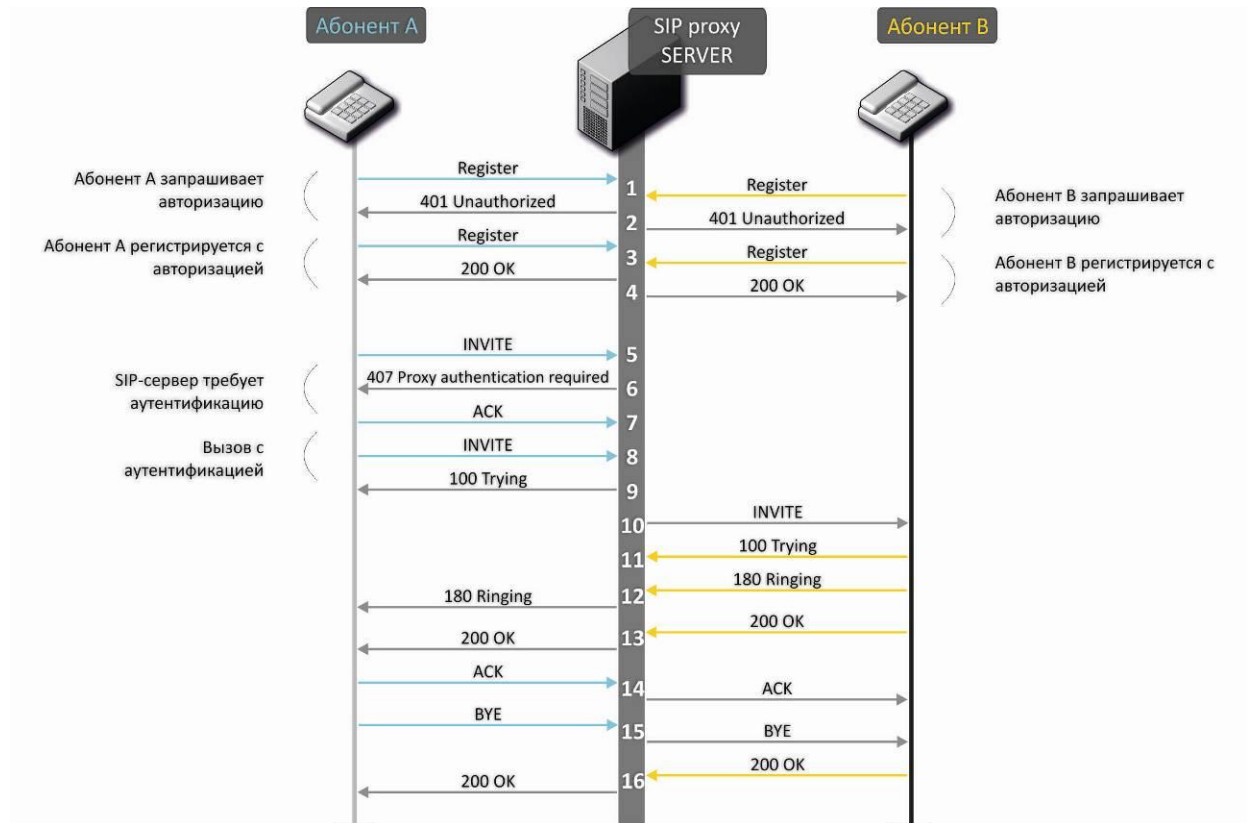 Абонент А
SIP proxy
SERVER
Абонент B
Абонент А запрашивает
авторизацию
Register
1
Register
Абонент B запрашивает
авторизацию
401 Unauthorized
2
401 Unauthorized
Абонент А регистрируется с
авторизацией
Register
3
Register
Абонент B регистрируется с
авторизацией
200 OK
4
200 OK
INVITE
5
SIP-сервер требует
аутентификацию
407 Proxy authentication required
6
ACK
7
Вызов с
аутентификацией
INVITE
8
100 Trying
9
INVITE
10
100 Trying
11
180 Ringing
12
180 Ringing
200 OK
13
200 OK
ACK
14
ACK
BYE
15
BYE
200 OK
16
200 OK